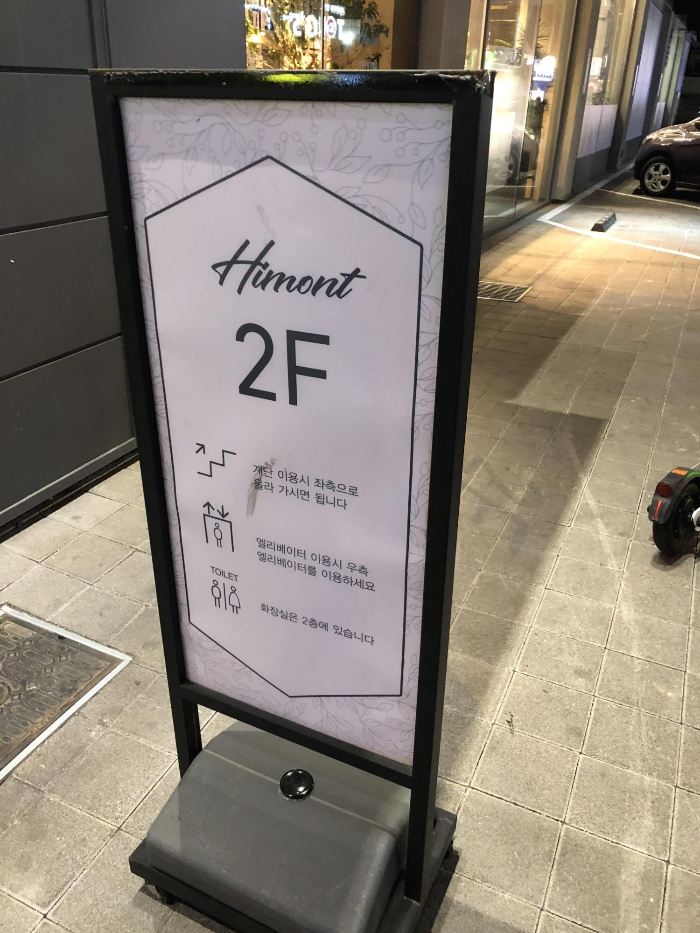 Himont
2F
계단 이용시 좌측으로
올라 가시면 됩니다
엘리베이터 이용시 우측
엘리베이터를 이용하세요
TOILET
화장실은 2층에 있습니다